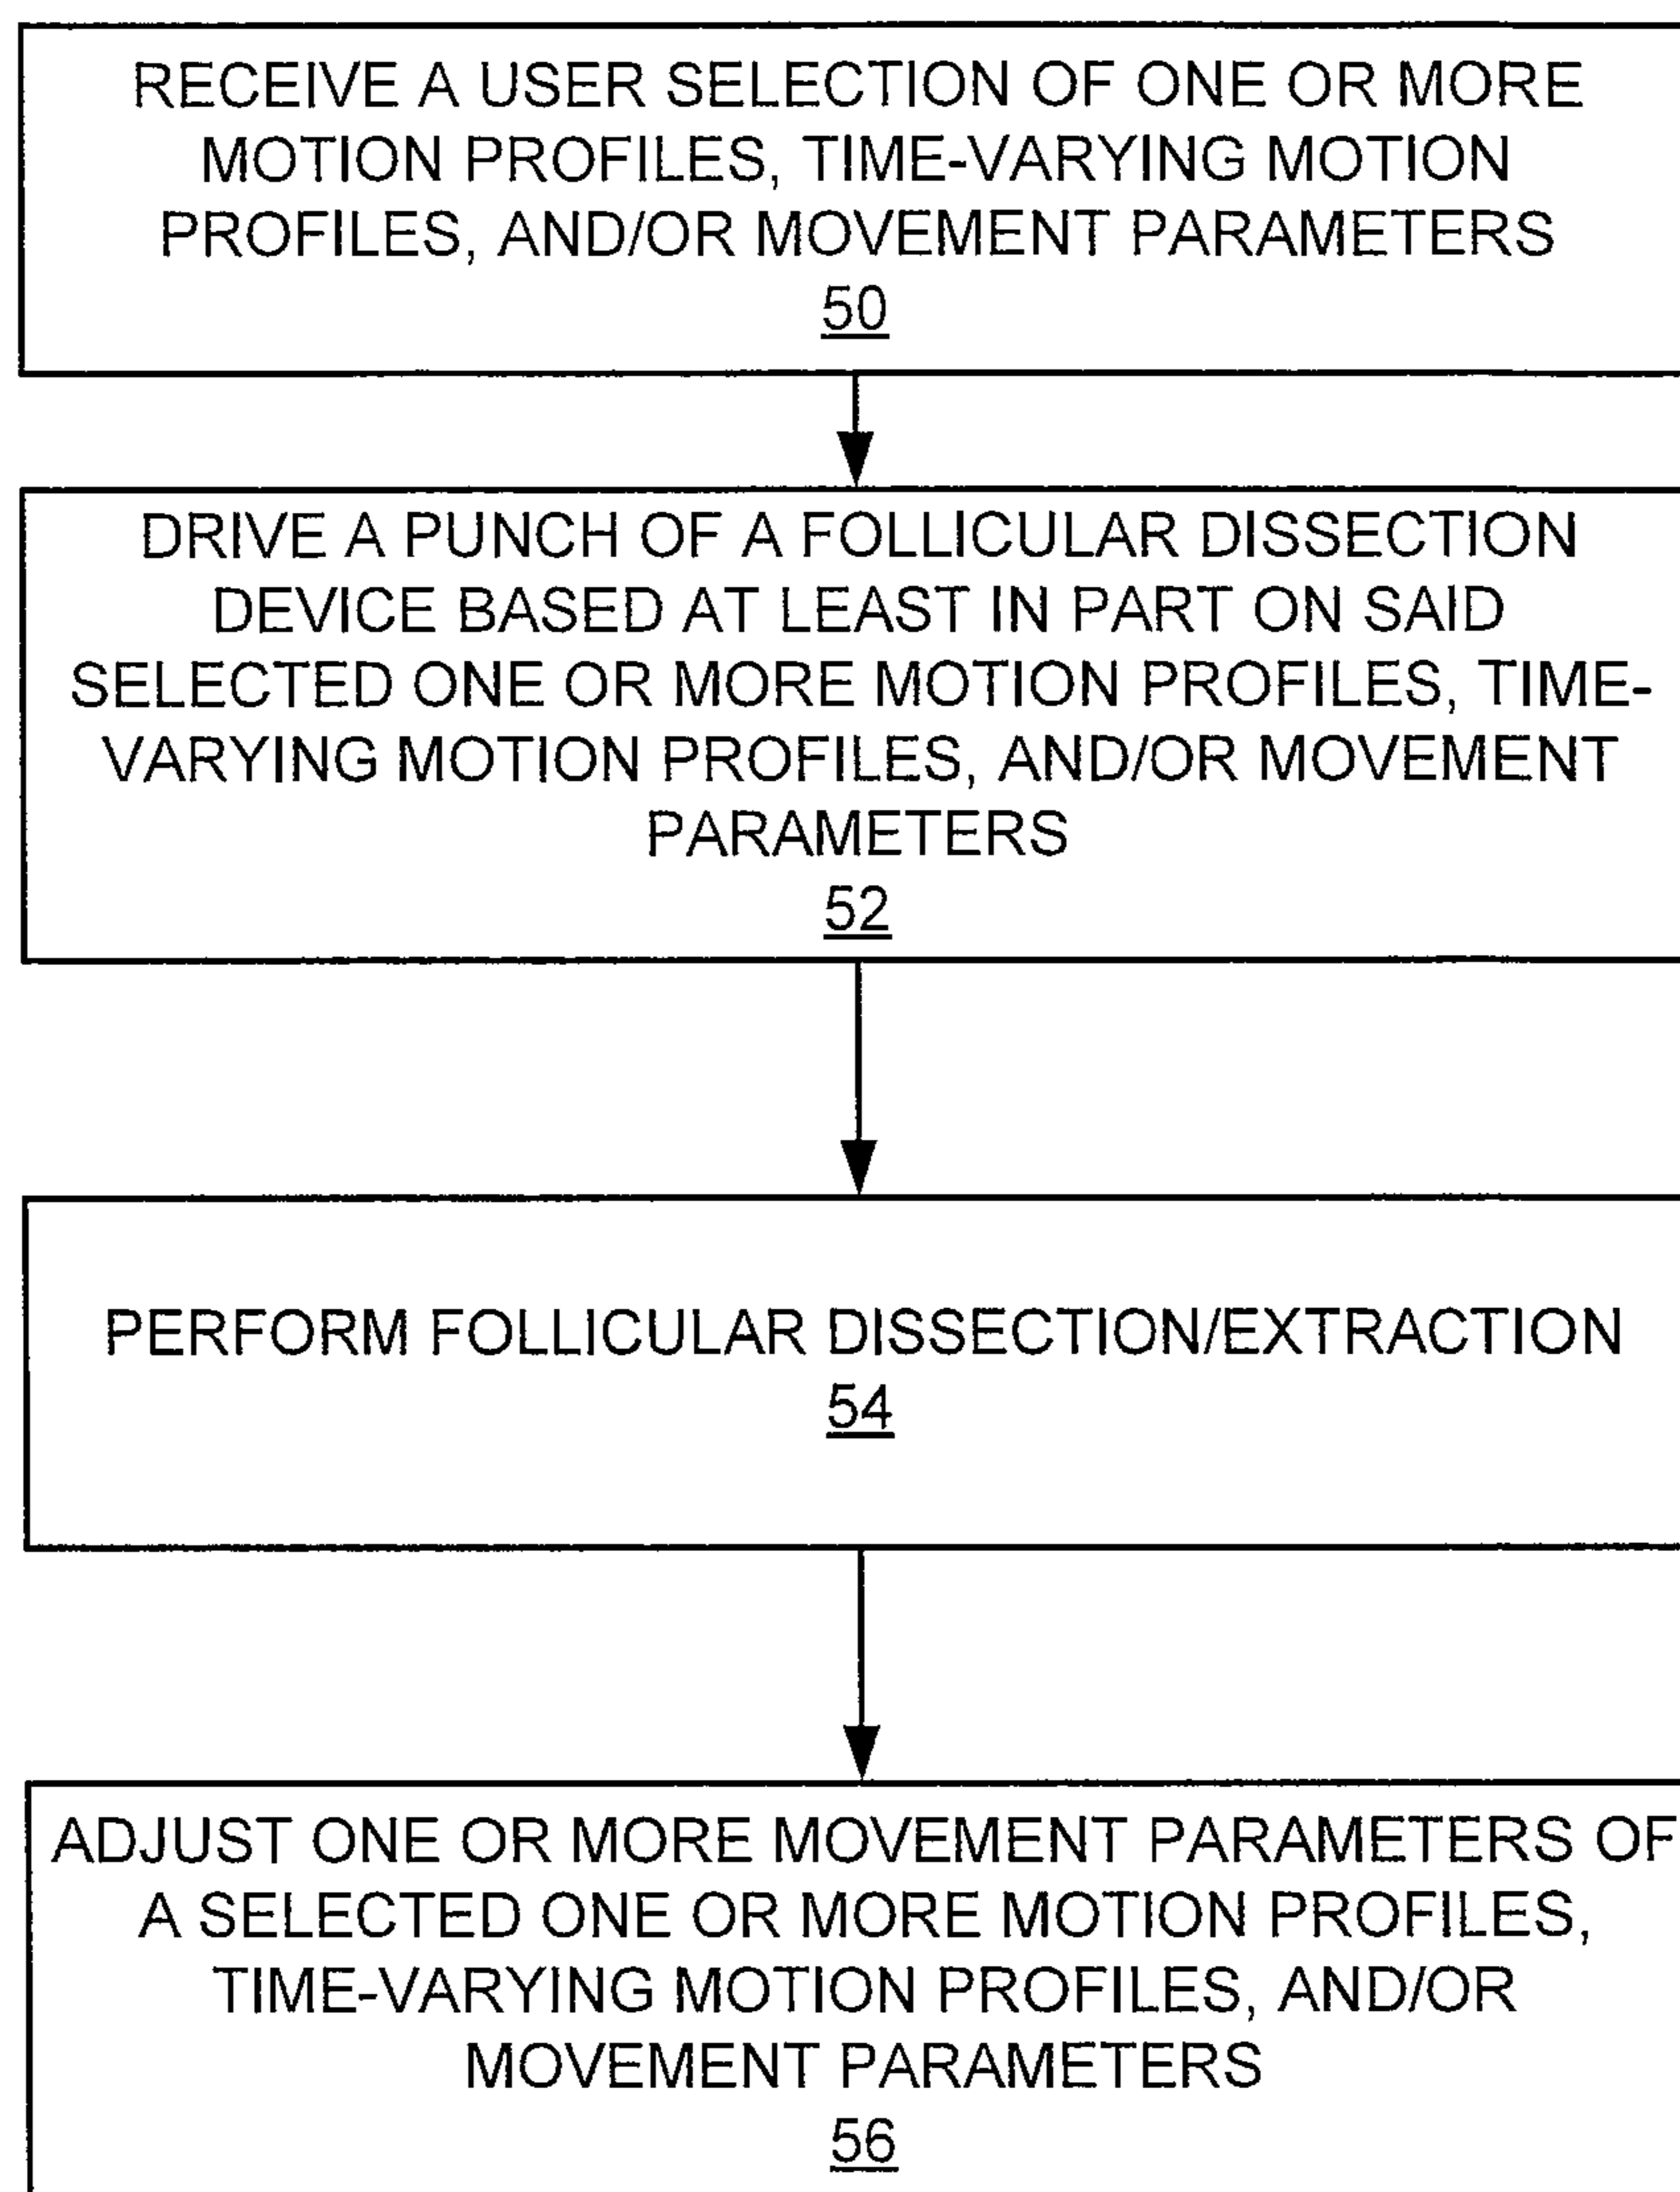 RECEIVE A USER SELECTION OF ONE OR MORE
MOTION PROFILES, TIME-VARYING MOTION
PROFILES, AND/OR MOVEMENT PARAMETERS
50
DRIVE A PUNCH OF A FOLLICULAR DISSECTION
DEVICE BASED AT LEAST IN PART ON SAID
SELECTED ONE OR MORE MOTION PROFILES, TIME-
VARYING MOTION PROFILES, AND/OR MOVEMENT
PARAMETERS
52
PERFORM FOLLICULAR DISSECTION/EXTRACTION
54
ADJUST ONE OR MORE MOVEMENT PARAMETERS OF
A SELECTED ONE OR MORE MOTION PROFILES,
TIME-VARYING MOTION PROFILES, AND/OR
MOVEMENT PARAMETERS
56